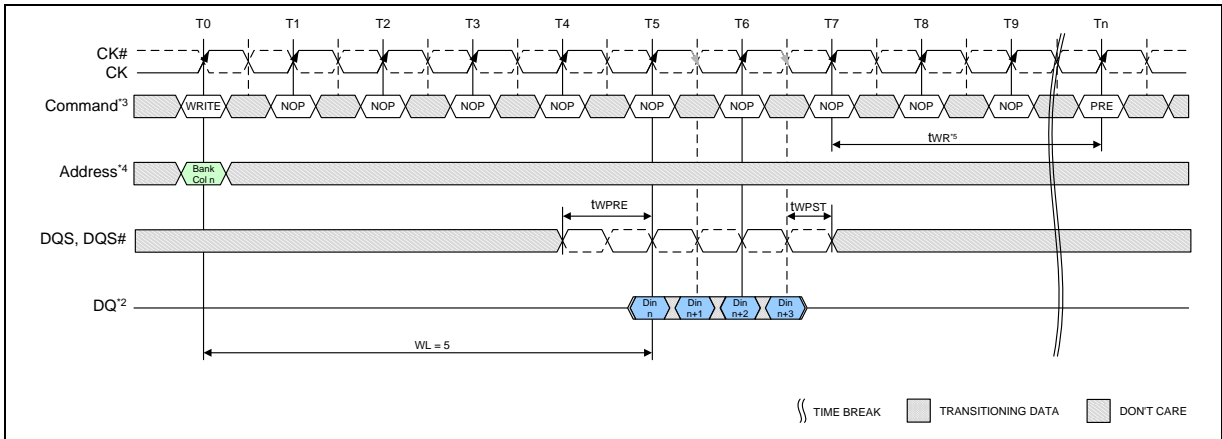 T0 T1 T2 T3 T4 T5 T6 T7 T8 T9 Tn
CK#
CK
Command*3 WRITE NOP NOP NOP NOP NOP NOP NOP NOP NOP PRE
tWR*5
Address*4 Bank
Col n
tWPRE tWPST
DQS, DQS#
DQ*2 Din
n Din
n+1 Din
n+2 Din
n+3
WL = 5
TIME BREAK TRANSITIONING DATA DON'T CARE